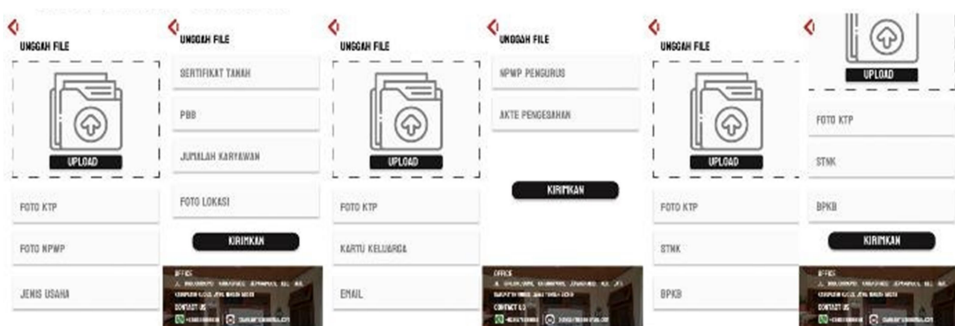 UNGGAH FILE
UPLOAD
FOTO KTP
FOTO NPWP
JENIS USAHA
UNGGAH FILE
SERTIFIKAT TANAH
PBB
JUMALAH KARYAWAN
FOTO LOKASI
KIRIMKAN
OFFICE
CONTACT US
UNGGAH FILE
UPLOAD
FOTO KTP
KARTU KELUARGA
EMAIL
UNGGAH FILE
NPWP PENGURUS
AKTE PENGESAHAN
KIRIMKAN
OFFICE
CONTACT US
UNGGAH FILE
UPLOAD
FOTO KTP
STNK
BPKB
UPLOAD
FOTO KTP
STNK
BPKB
KIRIMKAN
OFFICE
CONTACT US